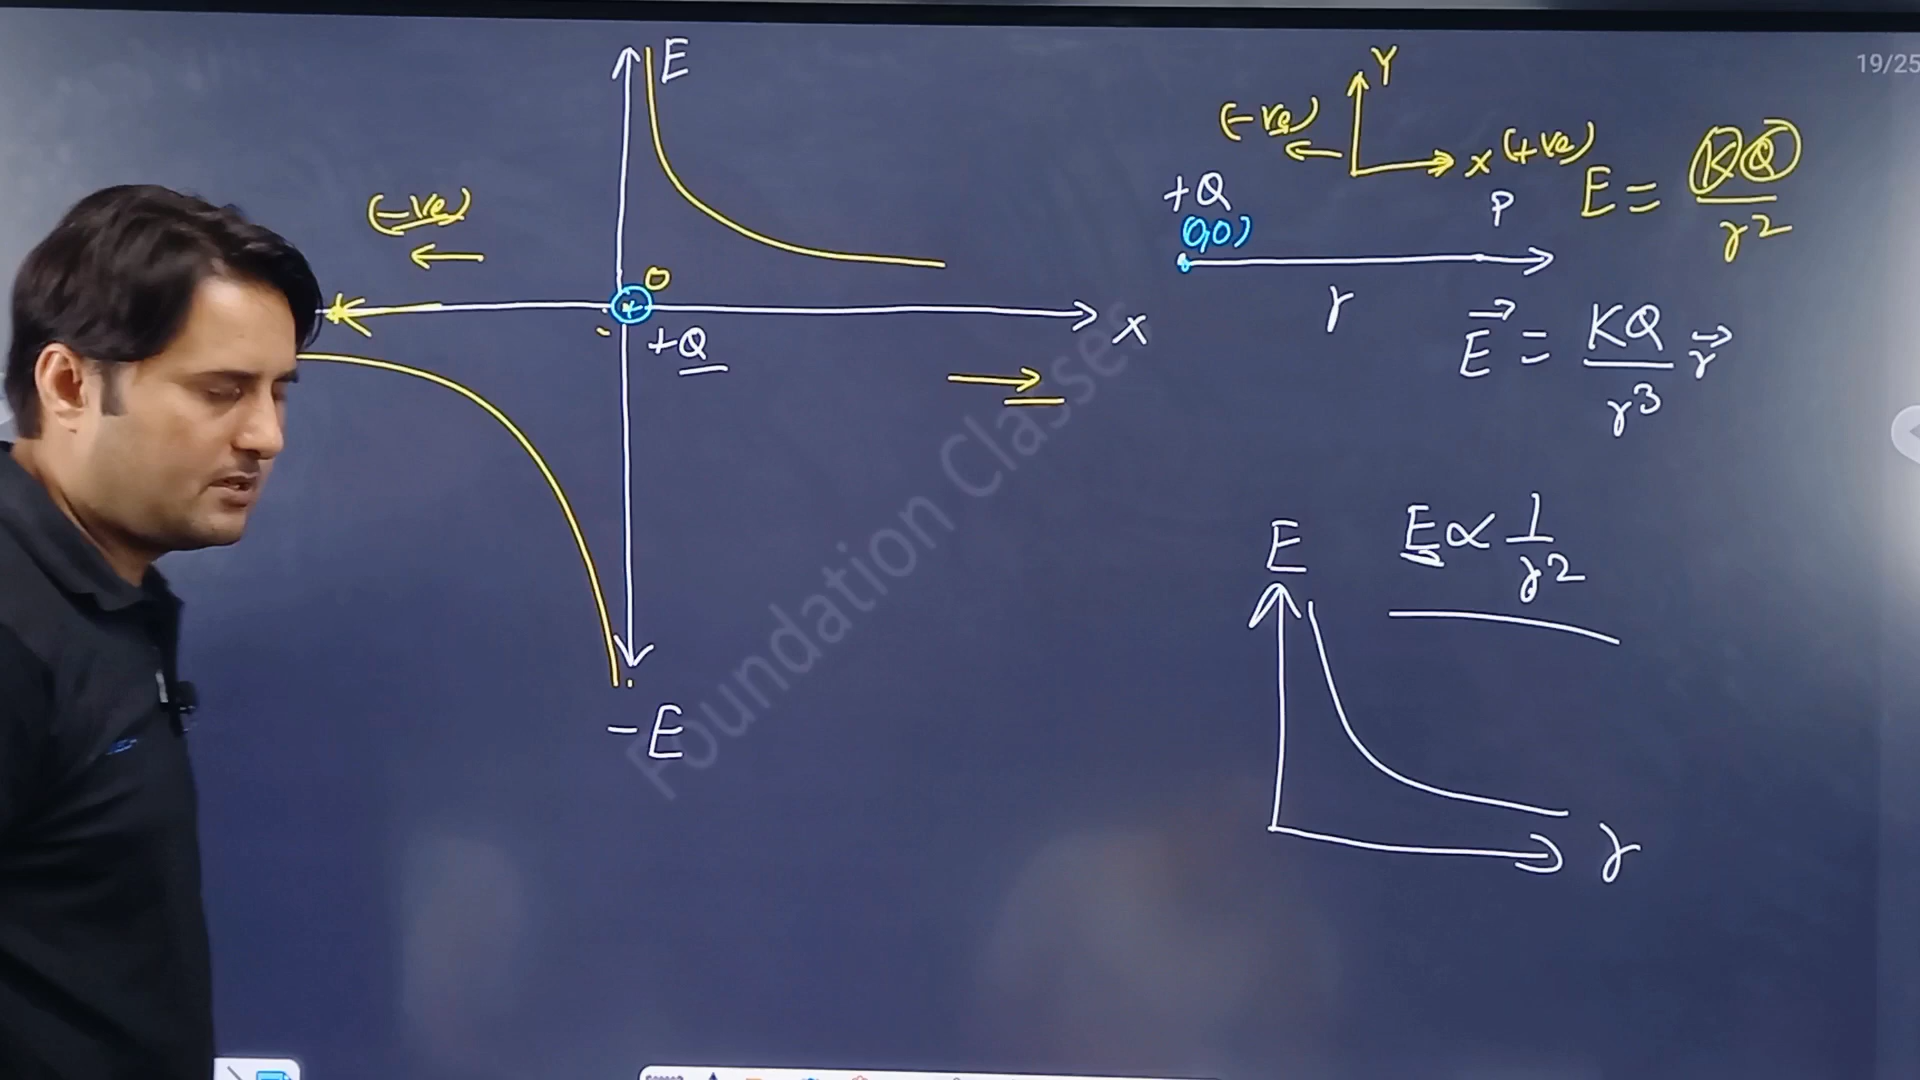 E
(-ve)
O
+Q
x
-E
Y
(-ve)
x (+ve)
+Q
(0,0)
P
r
E = KQ/r²
E⃗ = KQ/r³ r⃗
E ∝ 1/r²
E
r
19/25
Foundation Classes